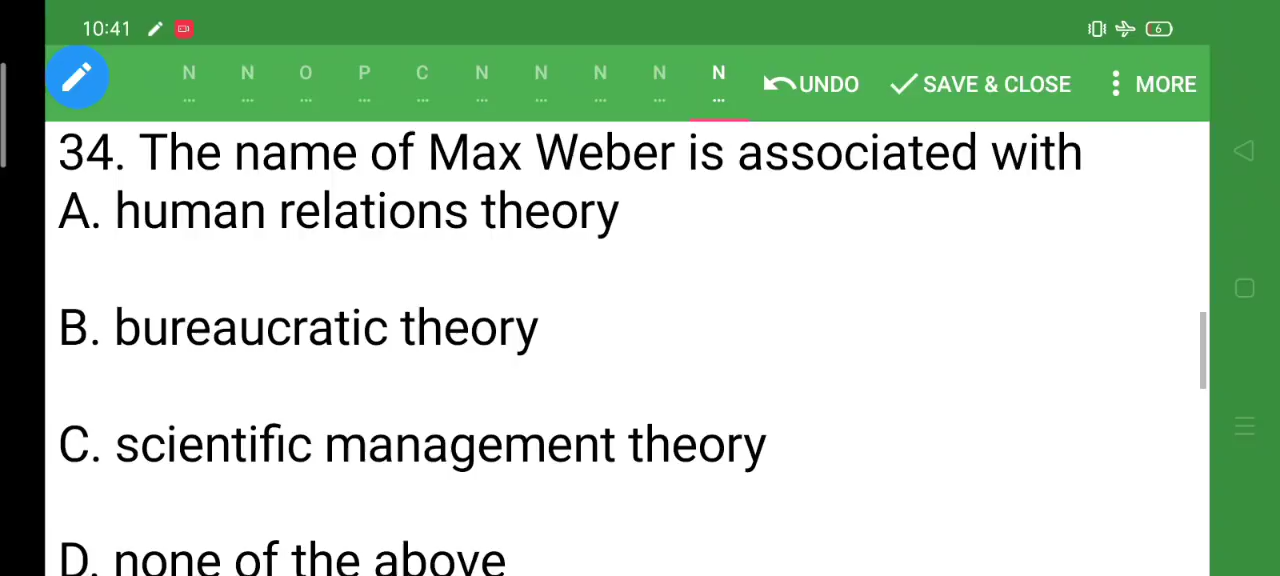 10:41
6
N N O P C N N N N N
... ... ... ... ... ... ... ... ... ...
UNDO SAVE & CLOSE MORE
34. The name of Max Weber is associated with
A. human relations theory
B. bureaucratic theory
C. scientific management theory
D. none of the above